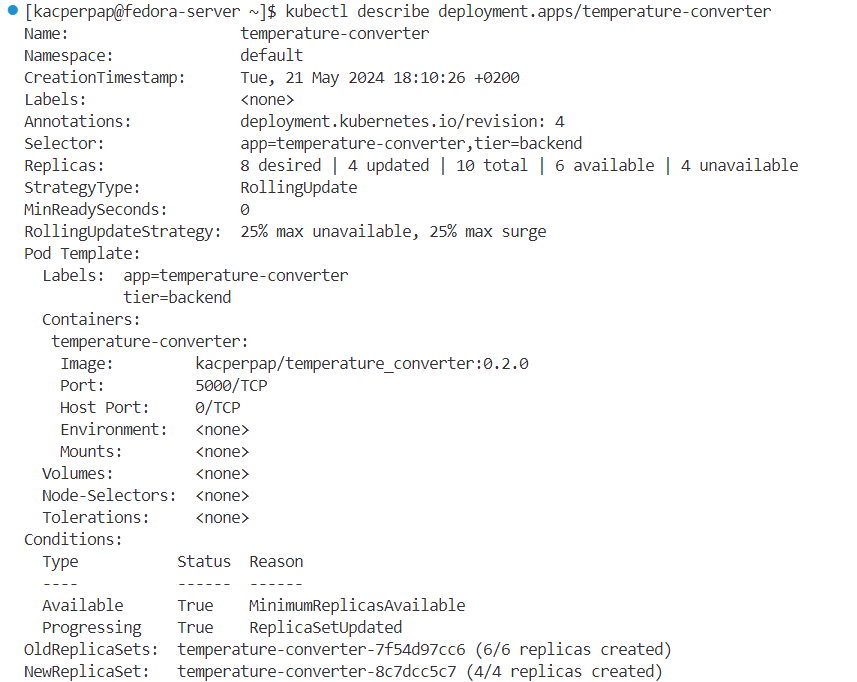 [kacperpap@fedora-server ~]$ kubectl describe deployment.apps/temperature-converter
Name:                   temperature-converter
Namespace:              default
CreationTimestamp:      Tue, 21 May 2024 18:10:26 +0200
Labels:                 <none>
Annotations:            deployment.kubernetes.io/revision: 4
Selector:               app=temperature-converter,tier=backend
Replicas:               8 desired | 4 updated | 10 total | 6 available | 4 unavailable
StrategyType:           RollingUpdate
MinReadySeconds:        0
RollingUpdateStrategy:  25% max unavailable, 25% max surge
Pod Template:
  Labels:  app=temperature-converter
           tier=backend
  Containers:
   temperature-converter:
    Image:         kacperpap/temperature_converter:0.2.0
    Port:          5000/TCP
    Host Port:     0/TCP
    Environment:   <none>
    Mounts:        <none>
  Volumes:         <none>
  Node-Selectors:  <none>
  Tolerations:     <none>
Conditions:
  Type           Status  Reason
  ----           ------  ------
  Available      True    MinimumReplicasAvailable
  Progressing    True    ReplicaSetUpdated
OldReplicaSets:  temperature-converter-7f54d97cc6 (6/6 replicas created)
NewReplicaSet:   temperature-converter-8c7dcc5c7 (4/4 replicas created)